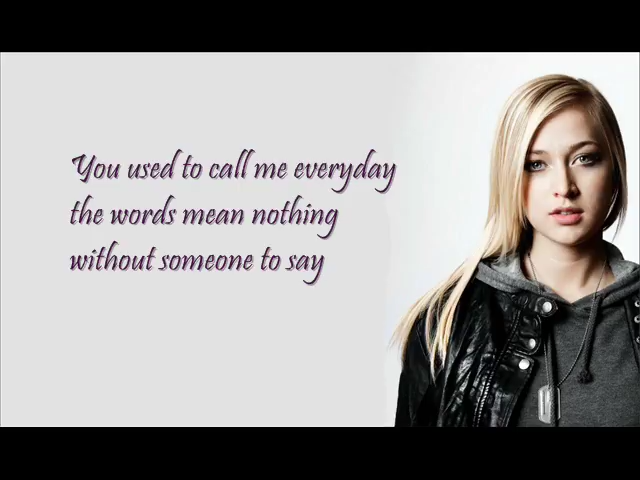 You used to call me everyday
the words mean nothing
without someone to say